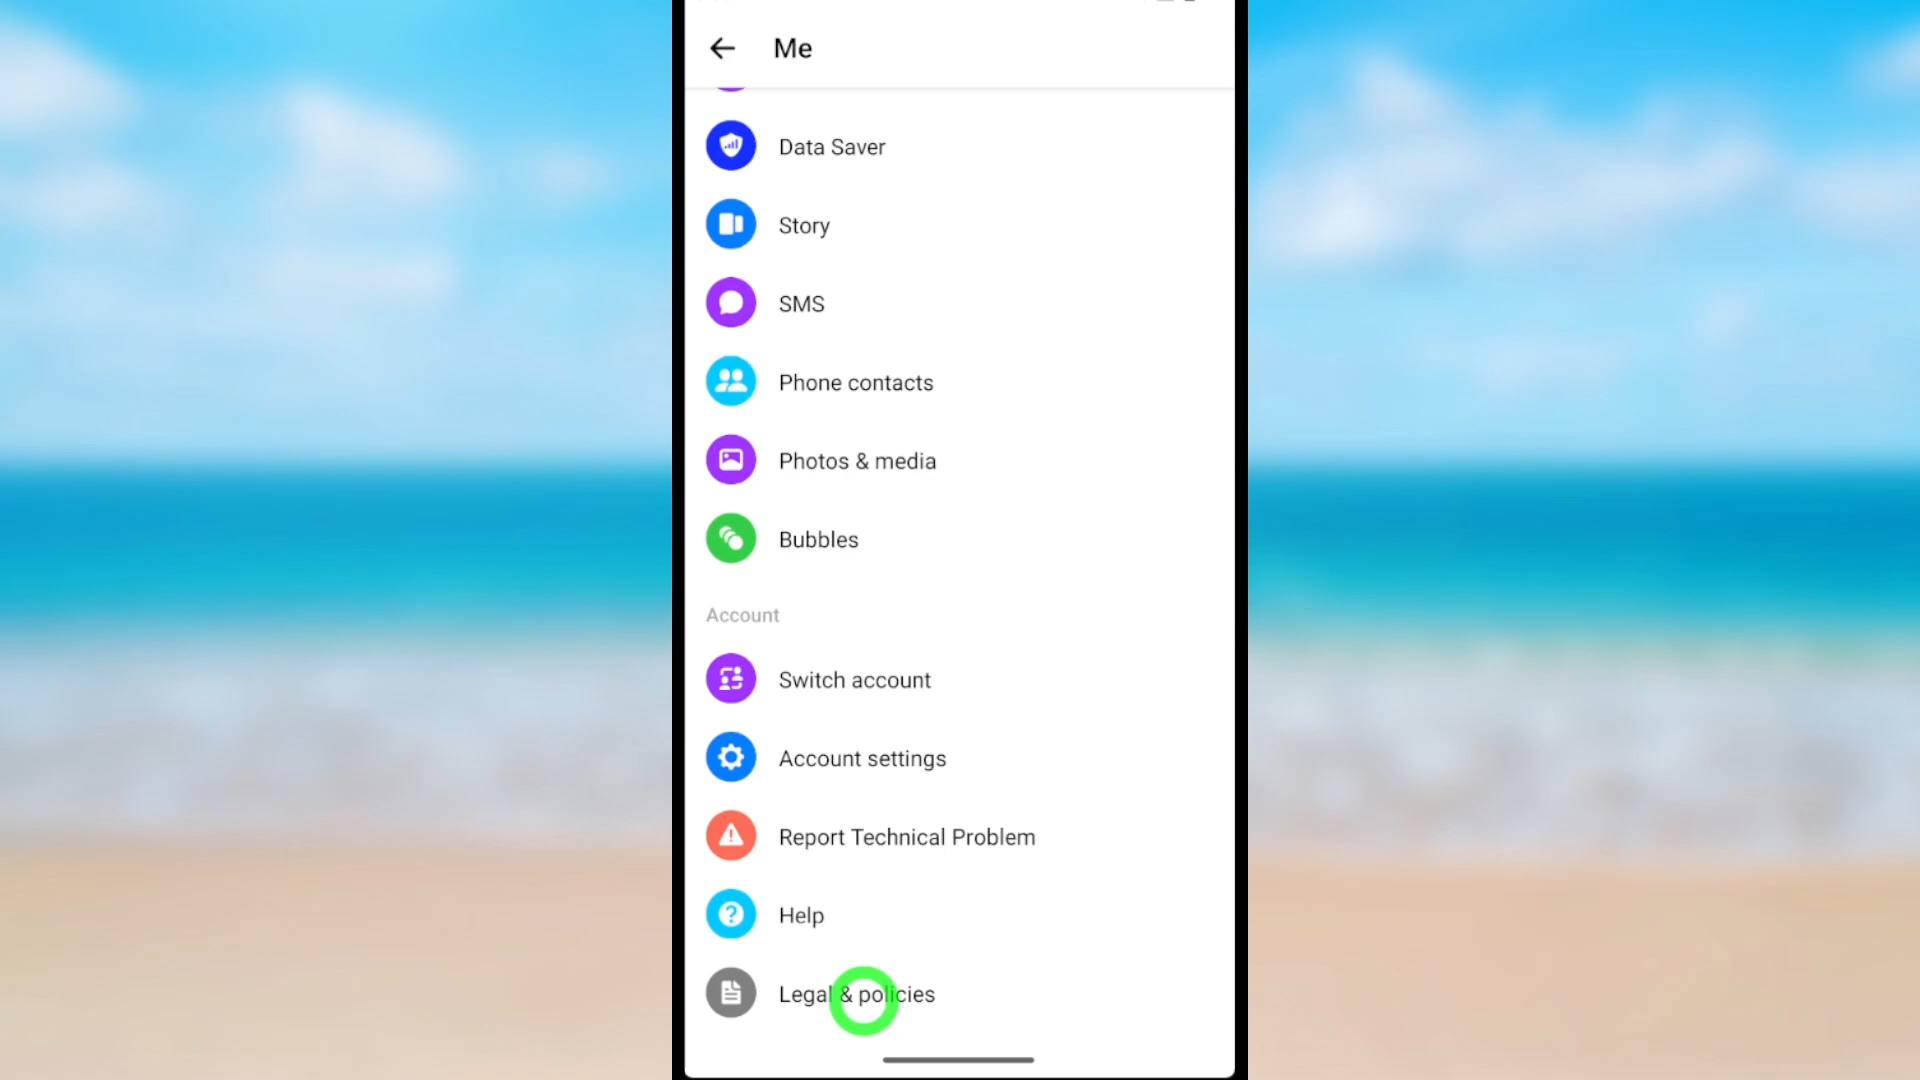 Me
Data Saver
Story
SMS
Phone contacts
Photos & media
Bubbles
Account
Switch account
Account settings
Report Technical Problem
Help
Legal & policies